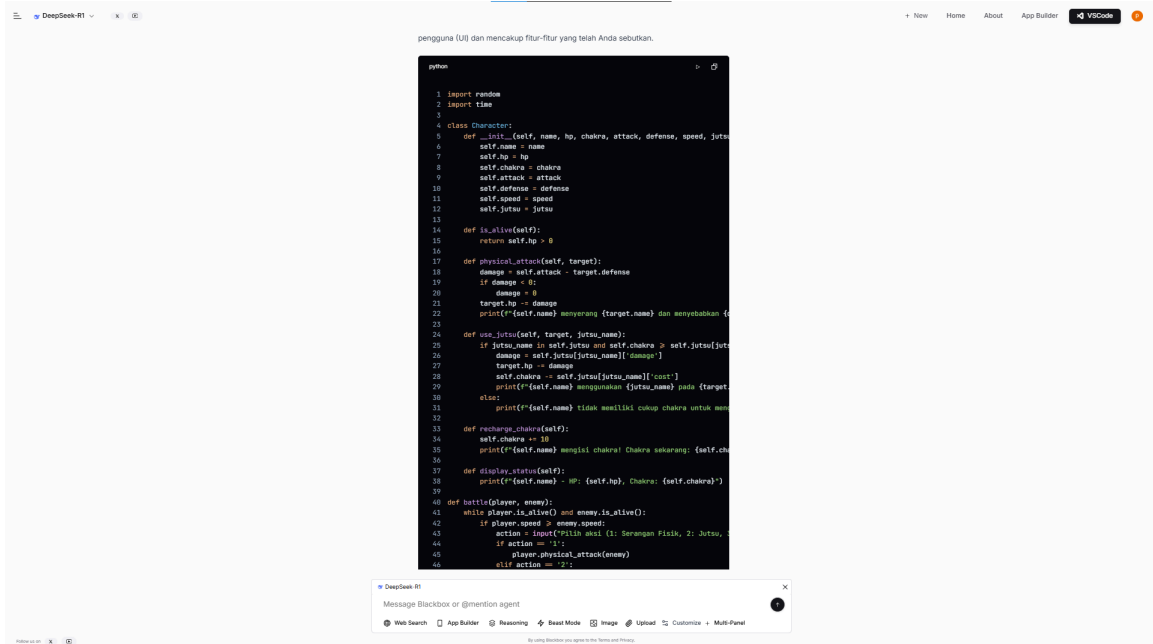 DeepSeek-R1
+ New Home About App Builder VSCode P
pengguna (UI) dan mencakup fitur-fitur yang telah Anda sebutkan.
python
1 import random
2 import time
3
4 class Character:
5 def __init__(self, name, hp, chakra, attack, defense, speed, jutsu
6 self.name = name
7 self.hp = hp
8 self.chakra = chakra
9 self.attack = attack
10 self.defense = defense
11 self.speed = speed
12 self.jutsu = jutsu
13
14 def is_alive(self):
15 return self.hp > 0
16
17 def physical_attack(self, target):
18 damage = self.attack - target.defense
19 if damage < 0:
20 damage = 0
21 target.hp -= damage
22 print(f"{self.name} menyerang {target.name} dan menyebabkan {
23
24 def use_jutsu(self, target, jutsu_name):
25 if jutsu_name in self.jutsu and self.chakra >= self.jutsu[juts
26 damage = self.jutsu[jutsu_name]['damage']
27 target.hp -= damage
28 self.chakra -= self.jutsu[jutsu_name]['cost']
29 print(f"{self.name} menggunakan {jutsu_name} pada {target.
30 else:
31 print(f"{self.name} tidak memiliki cukup chakra untuk meng
32
33 def recharge_chakra(self):
34 self.chakra += 10
35 print(f"{self.name} mengisi chakra! Chakra sekarang: {self.cha
36
37 def display_status(self):
38 print(f"{self.name} - HP: {self.hp}, Chakra: {self.chakra}")
39
40 def battle(player, enemy):
41 while player.is_alive() and enemy.is_alive():
42 if player.speed >= enemy.speed:
43 action = input("Pilih aksi (1: Serangan Fisik, 2: Jutsu, 3
44 if action == '1':
45 player.physical_attack(enemy)
46 elif action == '2':
DeepSeek-R1
Message Blackbox or @mention agent
Web Search App Builder Reasoning Beast Mode Image Upload Customize + Multi-Panel
Follow us on
By using Blackbox you agree to the Terms and Privacy.